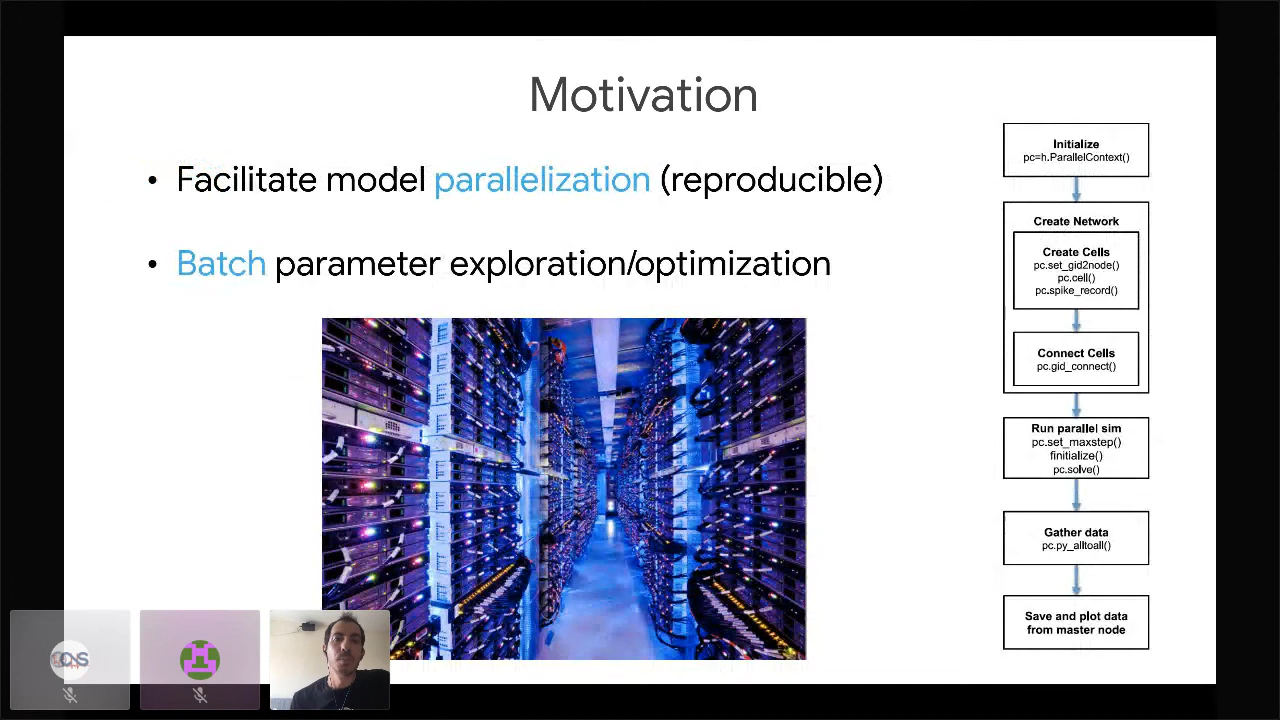 Motivation
• Facilitate model parallelization (reproducible)
• Batch parameter exploration/optimization
Initialize
pc=h.ParallelContext()
Create Network
Create Cells
pc.set_gid2node()
pc.cell()
pc.spike_record()
Connect Cells
pc.gid_connect()
Run parallel sim
pc.set_maxstep()
finitialize()
pc.solve()
Gather data
pc.py_alltoall()
Save and plot data
from master node